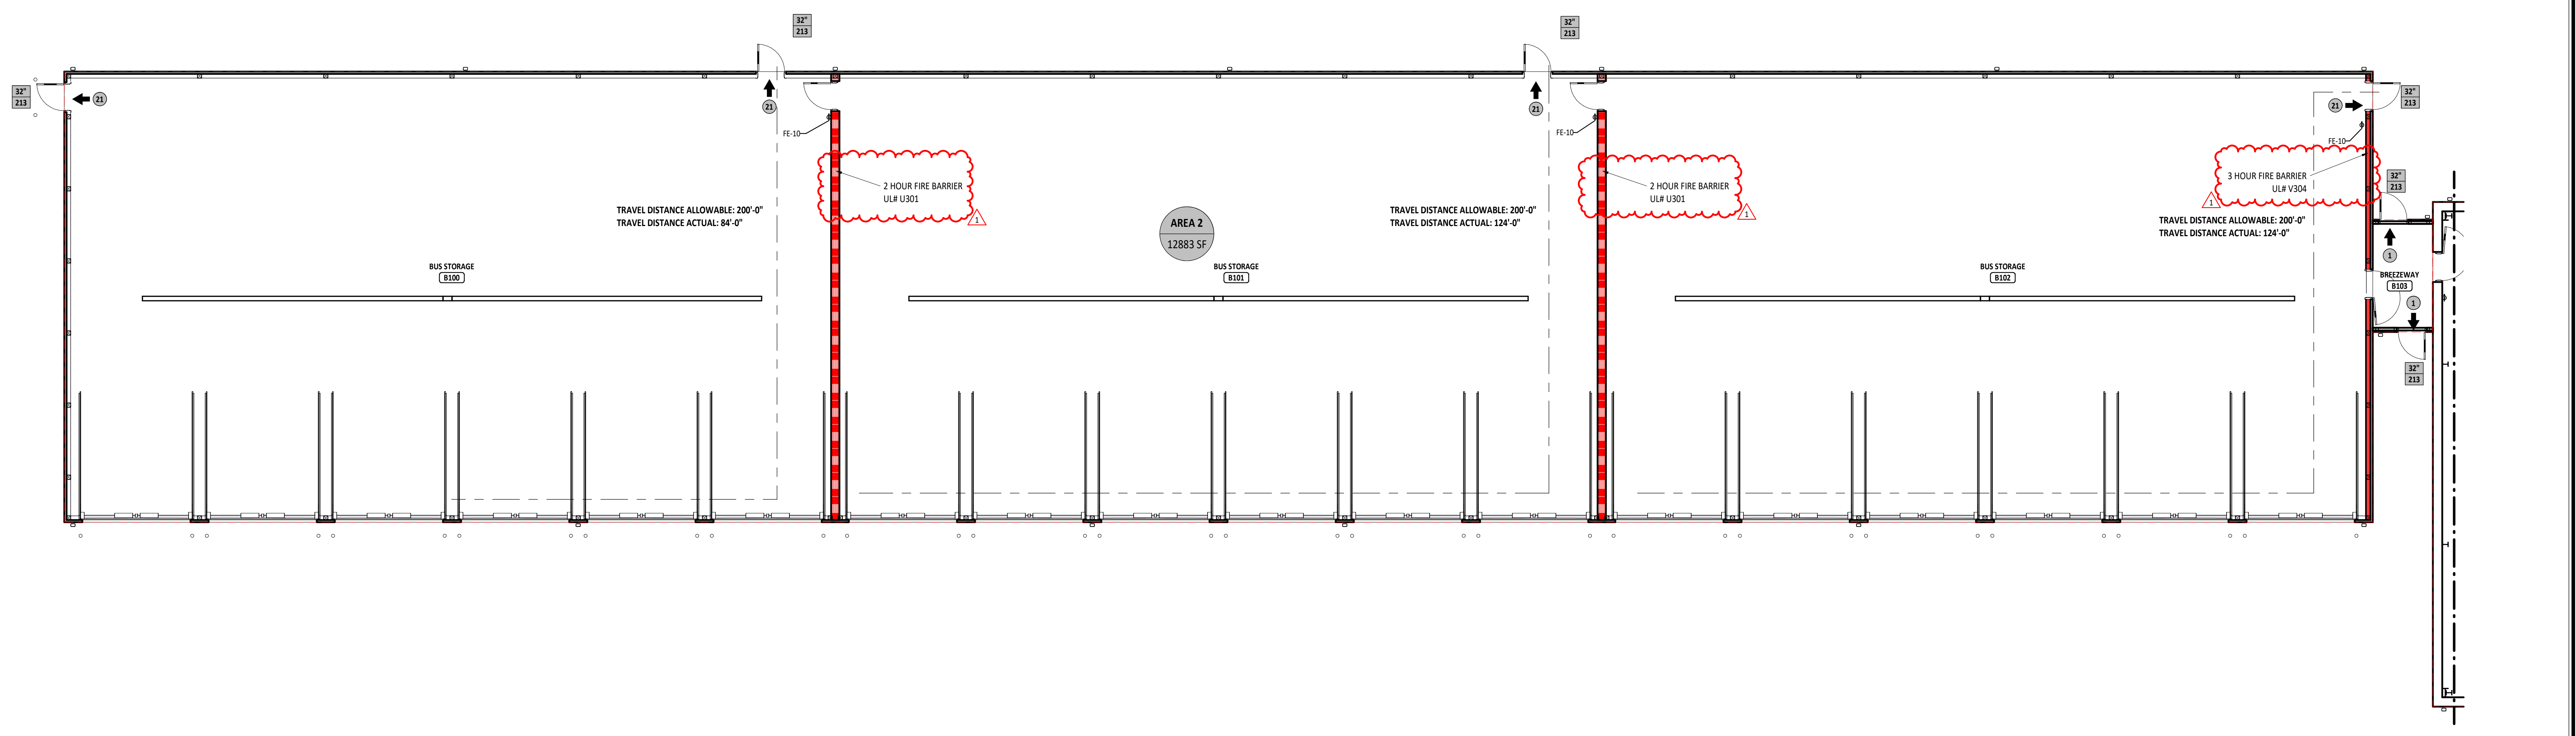 32"
213
32"
213
32"
213
21
21
21
21
32"
213
FE-10
FE-10
FE-10
2 HOUR FIRE BARRIER
UL# U301
1
2 HOUR FIRE BARRIER
UL# U301
1
3 HOUR FIRE BARRIER
UL# V304
1
32"
213
TRAVEL DISTANCE ALLOWABLE: 200'-0"
TRAVEL DISTANCE ACTUAL: 84'-0"
AREA 2
12883 SF
TRAVEL DISTANCE ALLOWABLE: 200'-0"
TRAVEL DISTANCE ACTUAL: 124'-0"
TRAVEL DISTANCE ALLOWABLE: 200'-0"
TRAVEL DISTANCE ACTUAL: 124'-0"
1
BUS STORAGE
B100
BUS STORAGE
B101
BUS STORAGE
B102
BREEZEWAY
B103
1
32"
213